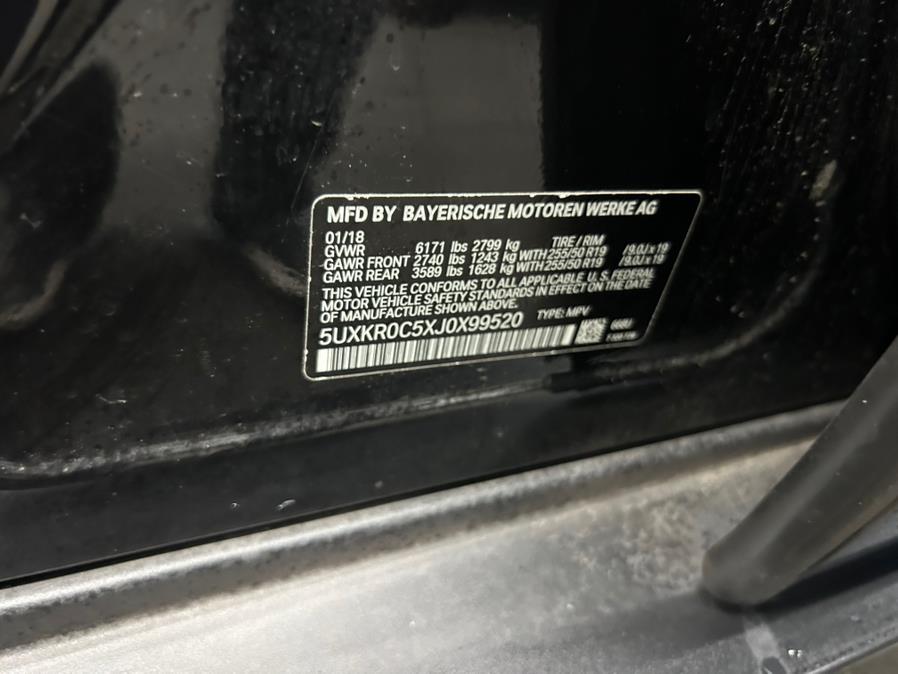 MFD BY BAYERISCHE MOTOREN WERKE AG
01/18
GVWR 6171 lbs 2799 kg TIRE / RIM
GAWR FRONT 2740 lbs 1243 kg WITH 255/50 R19 /9.0J x 19
GAWR REAR 3589 lbs 1628 kg WITH 255/50 R19 /9.0J x 19
THIS VEHICLE CONFORMS TO ALL APPLICABLE U.S. FEDERAL
MOTOR VEHICLE SAFETY STANDARDS IN EFFECT ON THE DATE
OF MANUFACTURE SHOWN ABOVE.
5UXKR0C5XJ0X99520 TYPE: MPV